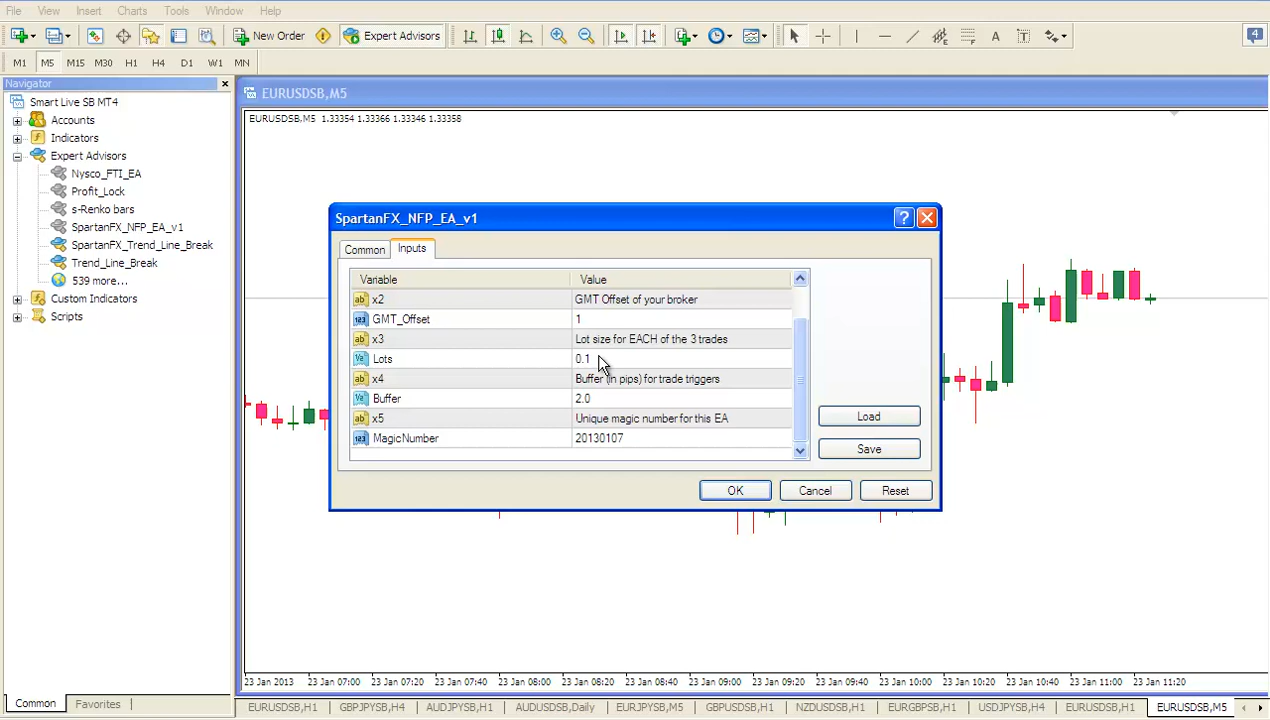 File View Insert Charts Tools Window Help
New Order Expert Advisors 4
M1 M5 M15 M30 H1 H4 D1 W1 MN
Navigator
Smart Live SB MT4
Accounts
Indicators
Expert Advisors
Nysco_FTI_EA
Profit_Lock
s-Renko bars
SpartanFX_NFP_EA_v1
SpartanFX_Trend_Line_Break
Trend_Line_Break
539 more...
Custom Indicators
Scripts
Common Favorites
EURUSDSB,M5
EURUSDSB,M5 1.33354 1.33366 1.33346 1.33358
SpartanFX_NFP_EA_v1
Common Inputs
Variable Value
x2 GMT Offset of your broker
GMT_Offset 1
x3 Lot size for EACH of the 3 trades
Lots 0.1
x4 Buffer (in pips) for trade triggers
Buffer 2.0
x5 Unique magic number for this EA
MagicNumber 20130107
Load
Save
OK Cancel Reset
23 Jan 2013 23 Jan 07:00 23 Jan 07:20 23 Jan 07:40 23 Jan 08:00 23 Jan 08:20 23 Jan 08:40 23 Jan 09:00 23 Jan 09:20 23 Jan 09:40 23 Jan 10:00 23 Jan 10:20 23 Jan 10:40 23 Jan 11:00 23 Jan 11:20
EURUSDSB,H1 GBPJPYSB,H4 AUDJPYSB,H1 AUDUSDSB,Daily EURJPYSB,M5 GBPUSDSB,H1 NZDUSDSB,H1 EURGBPSB,H1 USDJPYSB,H4 EURUSDSB,H1 EURUSDSB,M5